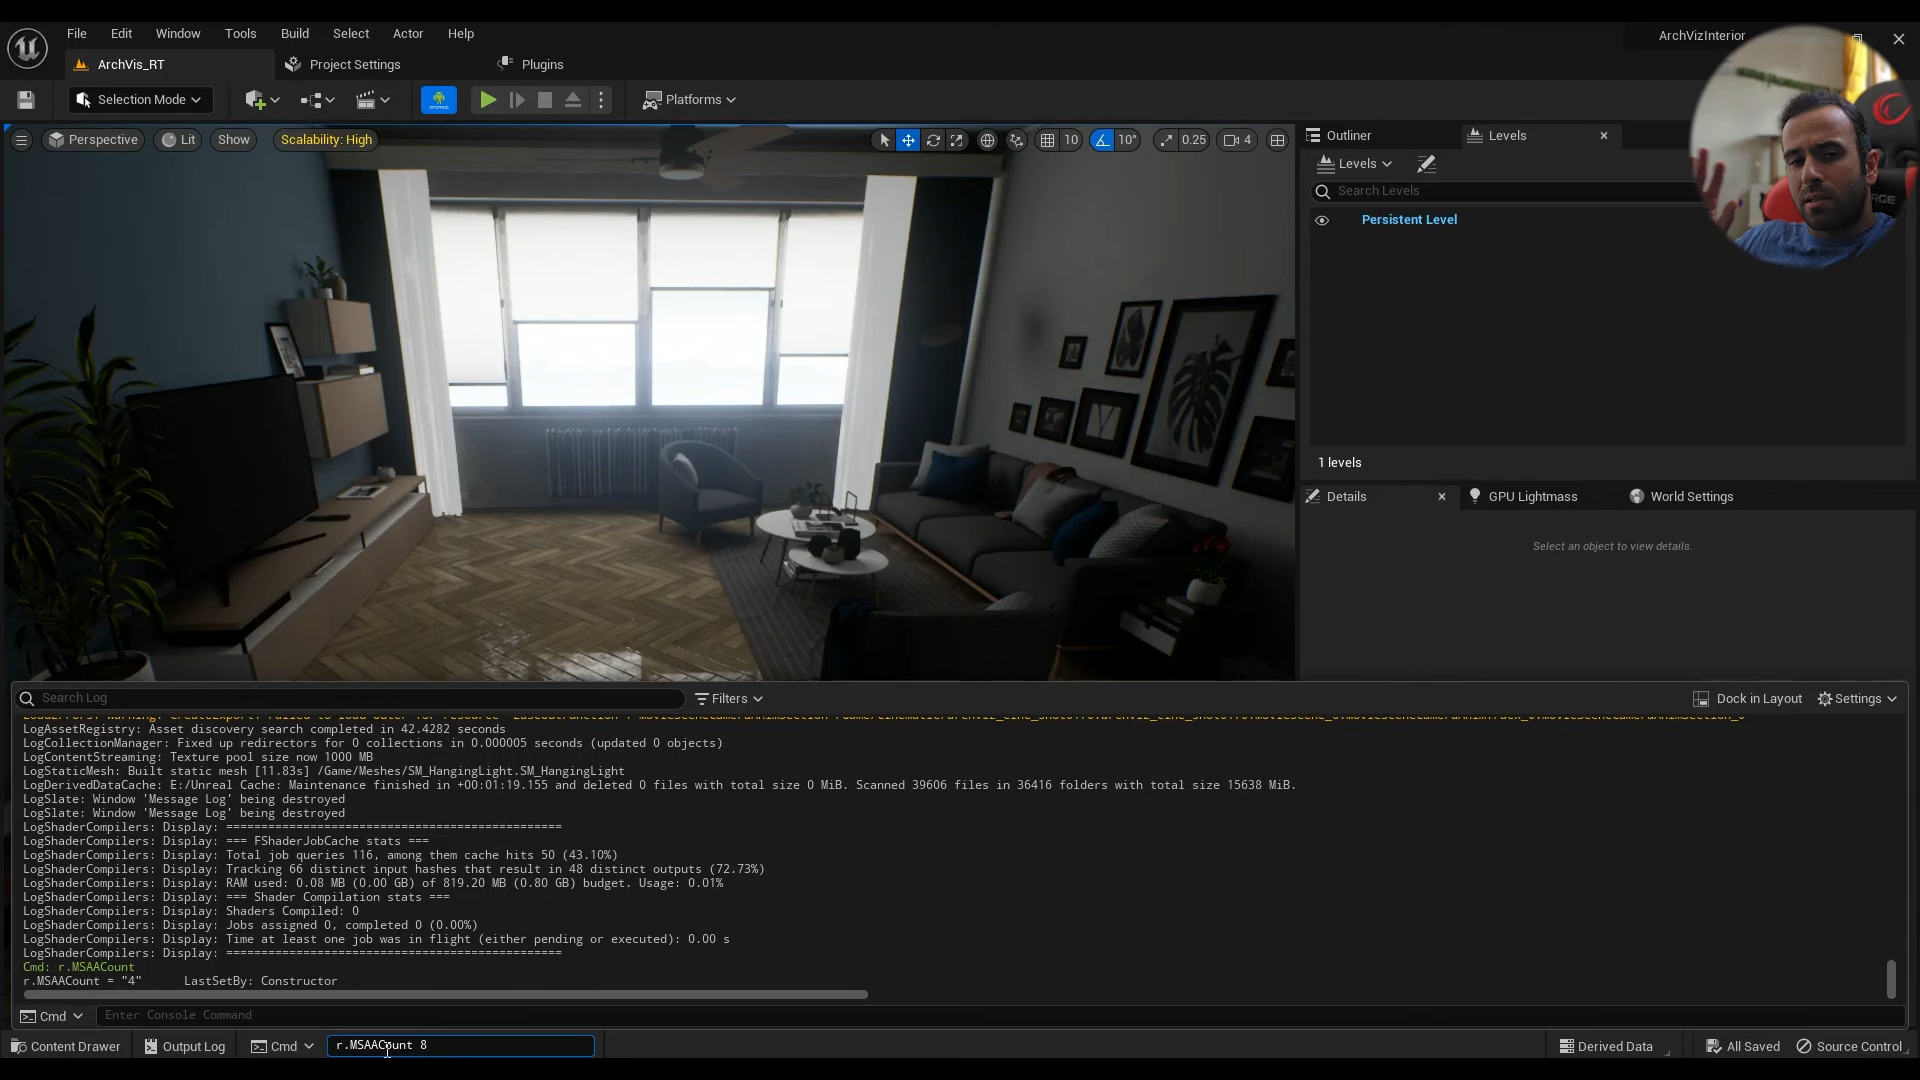 File Edit Window Tools Build Select Actor Help
ArchVizInterior
ArchVis_RT
Project Settings
Plugins
Selection Mode
Platforms
Perspective
Lit
Show
Scalability: High
10
10°
0.25
4
Outliner
Levels
Levels
Search Levels
Persistent Level
1 levels
Details
GPU Lightmass
World Settings
Select an object to view details.
Search Log
Filters
Dock in Layout
Settings
LogAssetRegistry: Asset discovery search completed in 42.4282 seconds
LogCollectionManager: Fixed up redirectors for 0 collections in 0.000005 seconds (updated 0 objects)
LogContentStreaming: Texture pool size now 1000 MB
LogStaticMesh: Built static mesh [11.83s] /Game/Meshes/SM_HangingLight.SM_HangingLight
LogDerivedDataCache: E:/Unreal Cache: Maintenance finished in +00:01:19.155 and deleted 0 files with total size 0 MiB. Scanned 39606 files in 36416 folders with total size 15638 MiB.
LogSlate: Window 'Message Log' being destroyed
LogSlate: Window 'Message Log' being destroyed
LogShaderCompilers: Display: ================================================
LogShaderCompilers: Display: === FShaderJobCache stats ===
LogShaderCompilers: Display: Total job queries 116, among them cache hits 50 (43.10%)
LogShaderCompilers: Display: Tracking 66 distinct input hashes that result in 48 distinct outputs (72.73%)
LogShaderCompilers: Display: RAM used: 0.08 MB (0.00 GB) of 819.20 MB (0.80 GB) budget. Usage: 0.01%
LogShaderCompilers: Display: === Shader Compilation stats ===
LogShaderCompilers: Display: Shaders Compiled: 0
LogShaderCompilers: Display: Jobs assigned 0, completed 0 (0.00%)
LogShaderCompilers: Display: Time at least one job was in flight (either pending or executed): 0.00 s
LogShaderCompilers: Display: ================================================
Cmd: r.MSAACount
r.MSAACount = "4" LastSetBy: Constructor
Cmd
Enter Console Command
Content Drawer
Output Log
Cmd
r.MSAACount 8
Derived Data
All Saved
Source Control